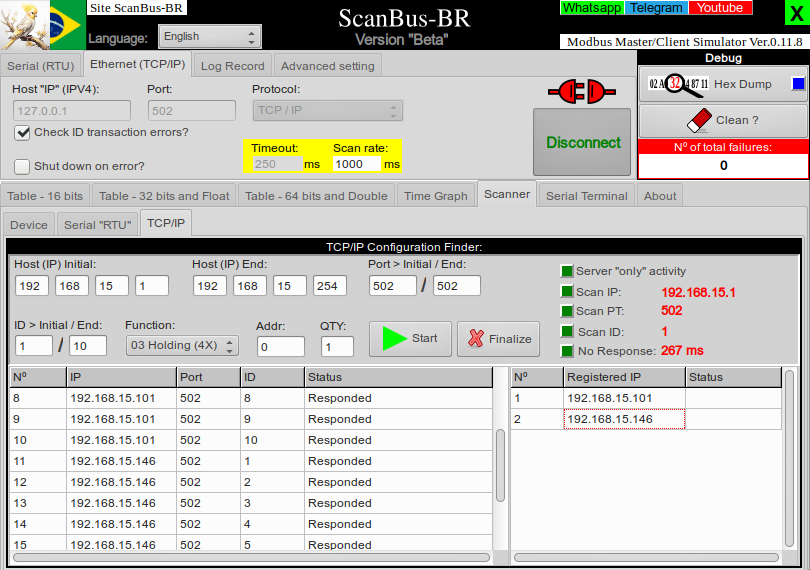 Site ScanBus-BR
ScanBus-BR
Whatsapp Telegram Youtube
X
Language: English
Version "Beta"
Modbus Master/Client Simulator Ver.0.11.8
Serial (RTU) Ethernet (TCP/IP) Log Record Advanced setting
Debug
Host "IP" (IPV4): Port: Protocol:
127.0.0.1 502 TCP / IP
Hex Dump
Check ID transaction errors?
Clean ?
Timeout: Scan rate:
Disconnect
250 ms 1000 ms
Shut down on error?
Nº of total failures:
0
Table - 16 bits Table - 32 bits and Float Table - 64 bits and Double Time Graph Scanner Serial Terminal About
Device Serial "RTU" TCP/IP
TCP/IP Configuration Finder:
Host (IP) Initial: Host (IP) End: Port > Initial / End:
192 168 15 1 192 168 15 254 502 / 502
Server "only" activity
Scan IP: 192.168.15.1
Scan PT: 502
Scan ID: 1
No Response: 267 ms
ID > Initial / End: Function: Addr: QTY:
1 / 10 03 Holding (4X) 0 1 Start Finalize
Nº IP Port ID Status
8 192.168.15.101 502 8 Responded
9 192.168.15.101 502 9 Responded
10 192.168.15.101 502 10 Responded
11 192.168.15.146 502 1 Responded
12 192.168.15.146 502 2 Responded
13 192.168.15.146 502 3 Responded
14 192.168.15.146 502 4 Responded
15 192.168.15.146 502 5 Responded
Nº Registered IP Status
1 192.168.15.101
2 192.168.15.146